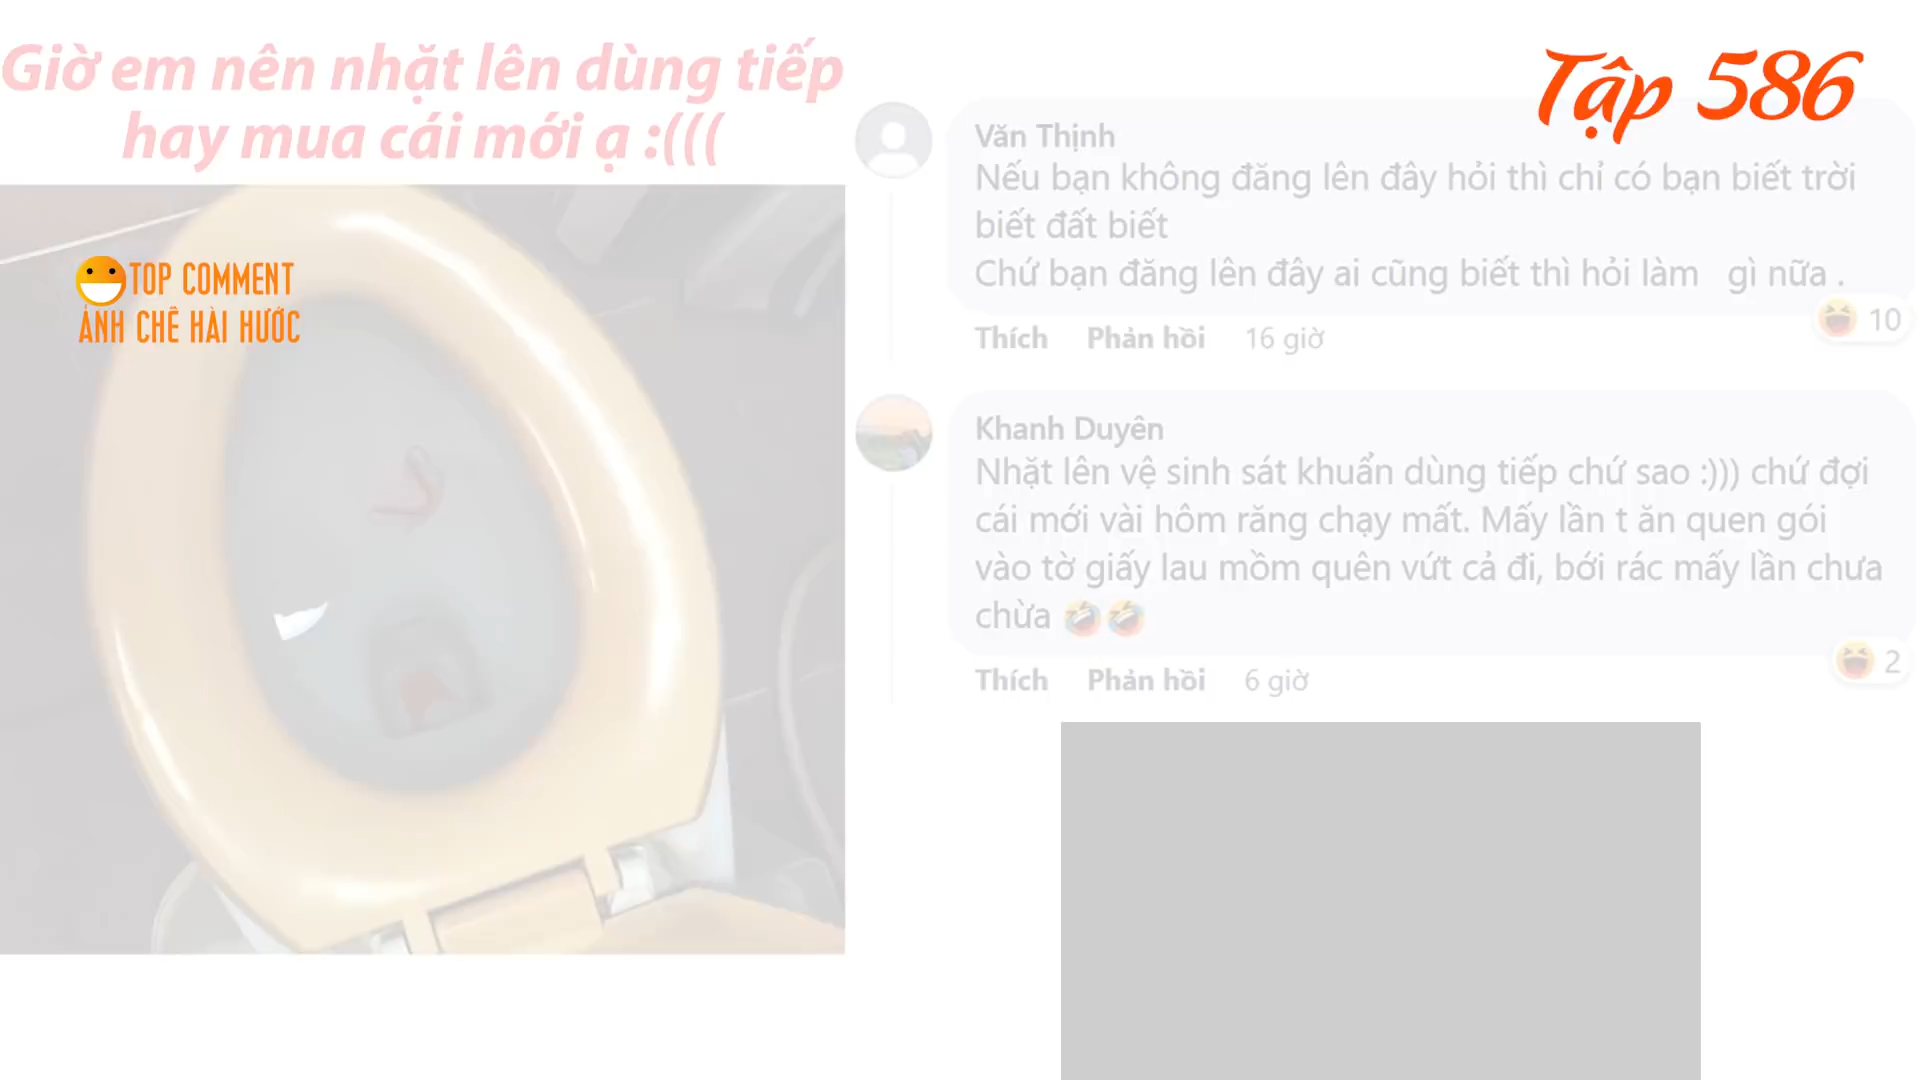 Giờ em nên nhặt lên dùng tiếp
hay mua cái mới ạ :(((
TOP COMMENT
ẢNH CHẾ HÀI HƯỚC
Tập 586
Văn Thịnh
Nếu bạn không đăng lên đây hỏi thì chỉ có bạn biết trời
biết đất biết
Chứ bạn đăng lên đây ai cũng biết thì hỏi làm gì nữa .
10
Thích Phản hồi 16 giờ
Khanh Duyên
Nhặt lên vệ sinh sát khuẩn dùng tiếp chứ sao :))) chứ đợi
cái mới vài hôm răng chạy mất. Mấy lần t ăn quen gói
vào tờ giấy lau mồm quên vứt cả đi, bới rác mấy lần chưa
chừa 🤣🤣
2
Thích Phản hồi 6 giờ